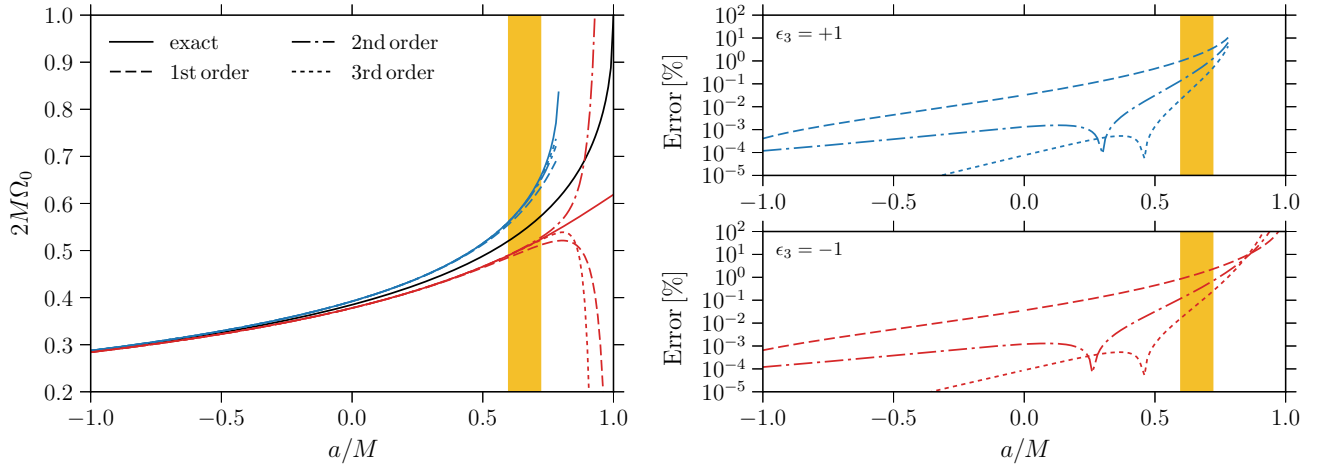 1.0
0.9
0.8
0.7
0.6
0.5
0.4
0.3
0.2
2MΩ₀
exact
1st order
2nd order
3rd order
−1.0 −0.5 0.0 0.5 1.0
a/M
10² 10¹ 10⁰ 10⁻¹ 10⁻² 10⁻³ 10⁻⁴ 10⁻⁵
Error [%]
ϵ₃ = +1
−1.0 −0.5 0.0 0.5 1.0
10² 10¹ 10⁰ 10⁻¹ 10⁻² 10⁻³ 10⁻⁴ 10⁻⁵
Error [%]
ϵ₃ = −1
−1.0 −0.5 0.0 0.5 1.0
a/M